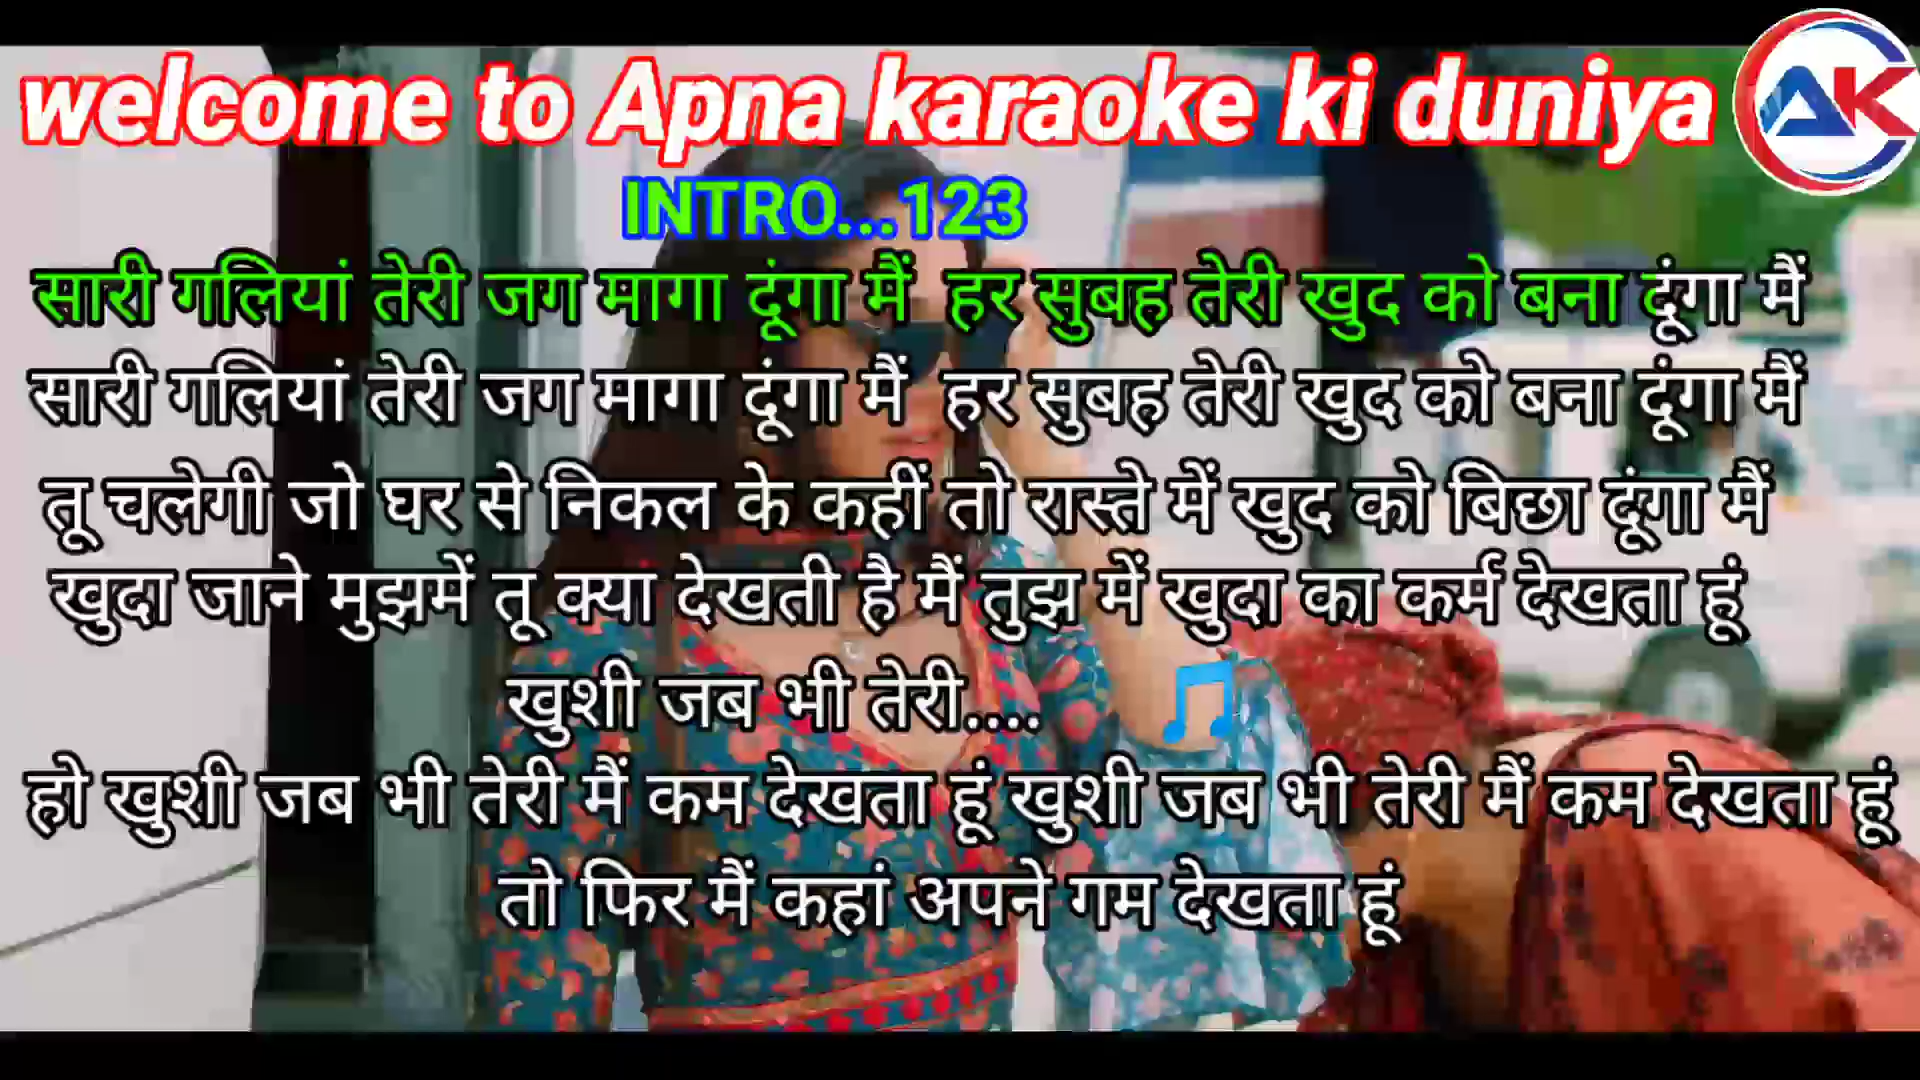 welcome to Apna karaoke ki duniya
AK
INTRO...123
सारी गलियां तेरी जग मागा दूंगा मैं हर सुबह तेरी खुद को बना दूंगा मैं
सारी गलियां तेरी जग मागा दूंगा मैं हर सुबह तेरी खुद को बना दूंगा मैं
तू चलेगी जो घर से निकल के कहीं तो रास्ते में खुद को बिछा दूंगा मैं
खुदा जाने मुझमें तू क्या देखती है मैं तुझ में खुदा का कर्म देखता हूं
खुशी जब भी तेरी....
हो खुशी जब भी तेरी मैं कम देखता हूं खुशी जब भी तेरी मैं कम देखता हूं
तो फिर मैं कहां अपने गम देखता हूं